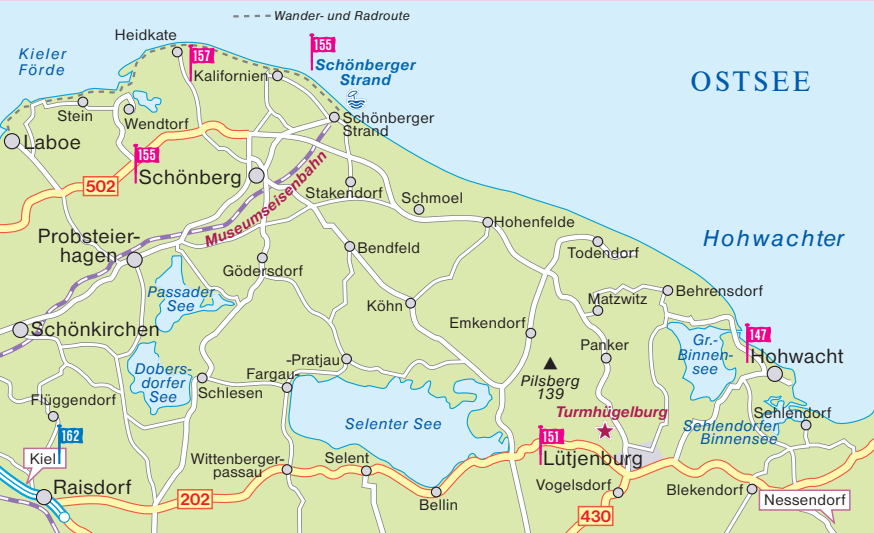 Wander- und Radroute
Heidkate
157
155
Schönberger
Strand
Kieler
Förde
Kalifornien
OSTSEE
Stein
Wendtorf
Schönberger
Strand
Laboe
155
Schönberg
502
Museumseisenbahn
Stakendorf
Schmoel
Hohenfelde
Probsteier-
hagen
Bendfeld
Todendorf
Hohwachter
Gödersdorf
Passader
See
Köhn
Matzwitz
Behrensdorf
Schönkirchen
Emkendorf
Panker
Gr.-
Binnen-
see
147
Hohwacht
-Pratjau
Fargau-
Dobers-
dorfer
See
Schlesen
Pilsberg
139
Flüggendorf
Selenter See
Turmhügelburg
Sehlendorf
Sehlendorfer
Binnensee
162
Kiel
151
Lütjenburg
Wittenberger-
passau
Selent
Raisdorf
202
Bellin
Vogelsdorf
Blekendorf
Nessendorf
430